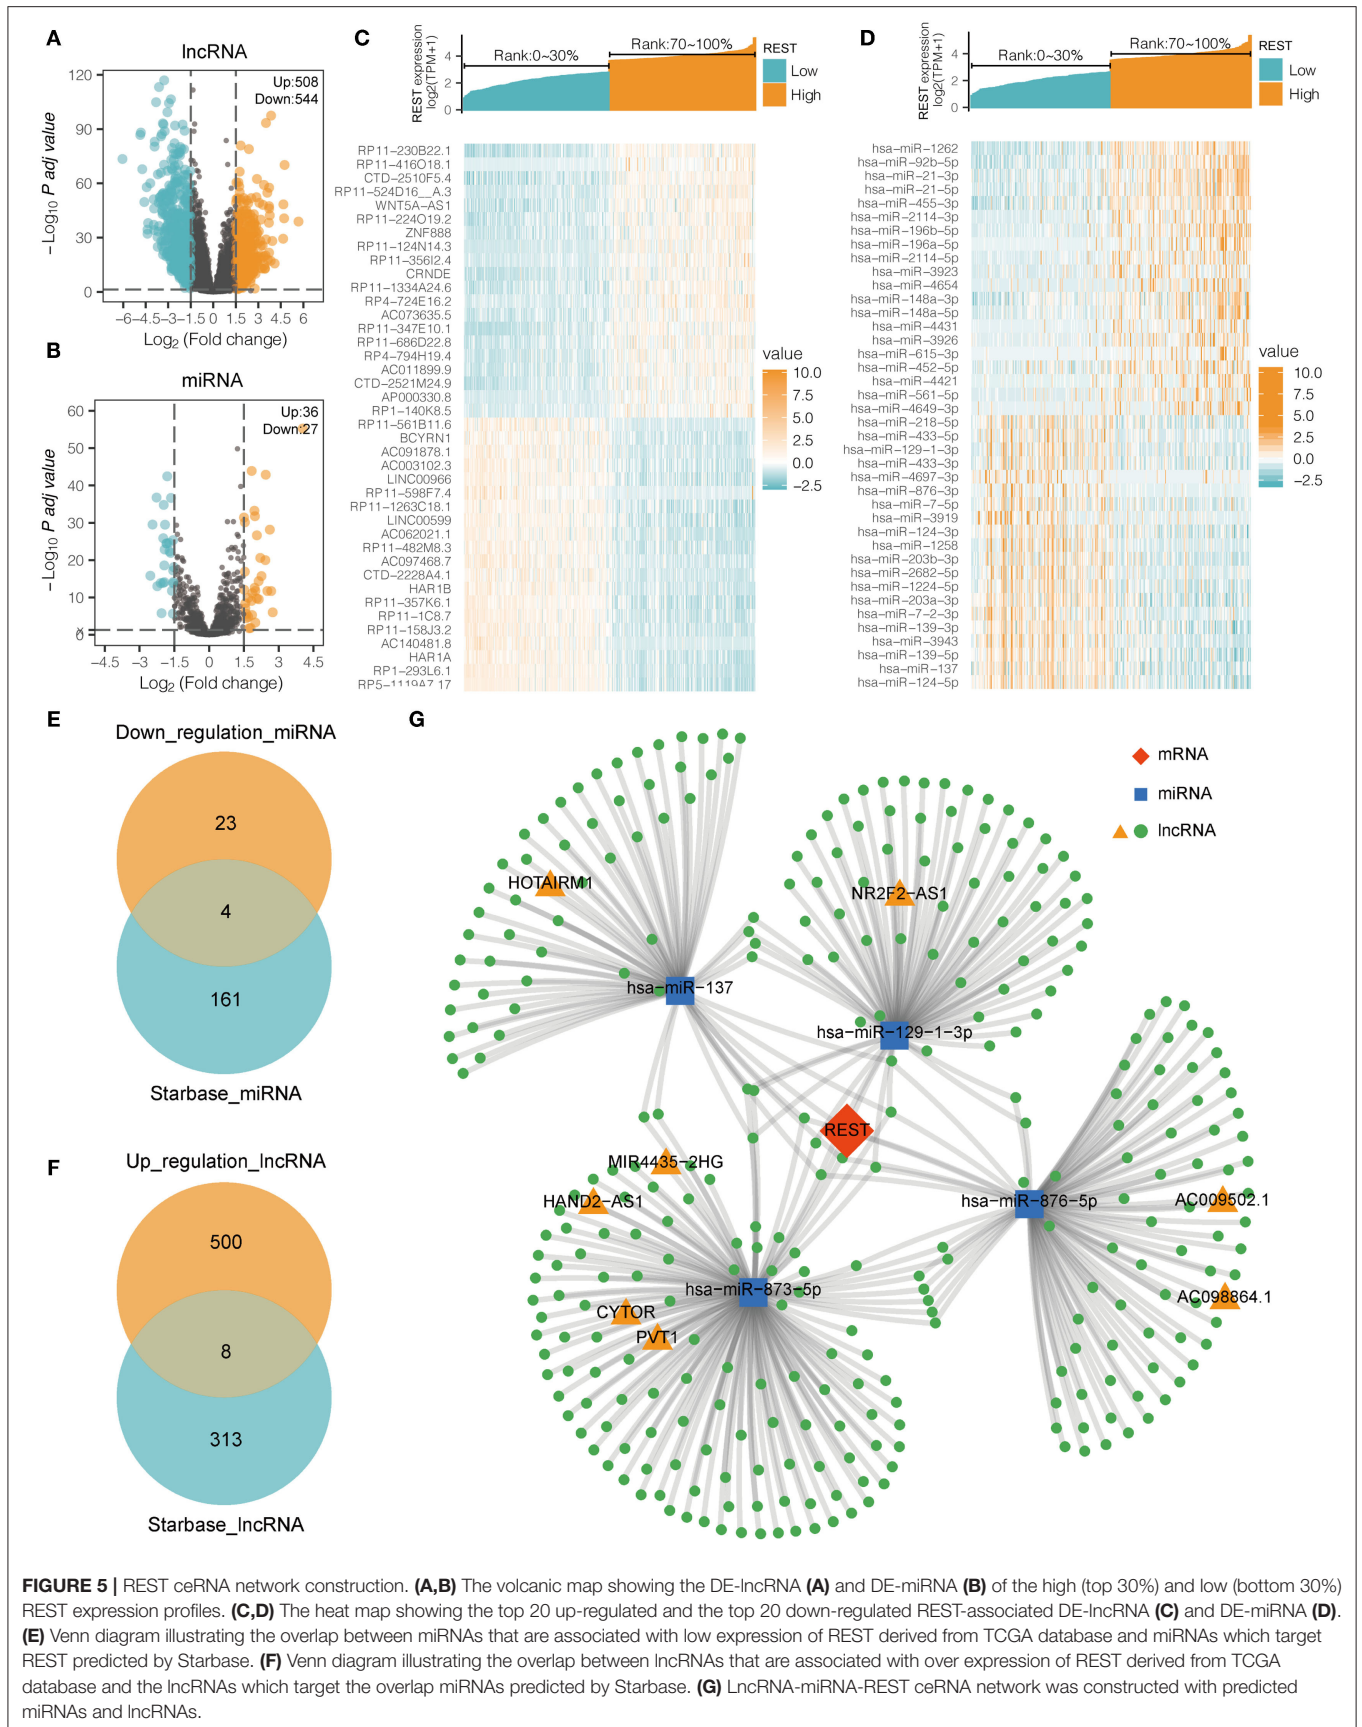 A
lncRNA
Up:508
Down:544
120
90
60
30
0
−Log10 P adj value
−6 −4.5 −3 −1.5 0 1.5 3 4.5 6
Log2 (Fold change)
B
miRNA
Up:36
Down:27
60
50
40
30
20
10
0
−Log10 P adj value
−4.5 −3 −1.5 0 1.5 3 4.5
Log2 (Fold change)
C
REST expression
log2(TPM+1)
4
2
0
Rank:0~30%
Rank:70~100%
REST
Low
High
RP11−230B22.1
RP11−416O18.1
CTD−2510F5.4
RP11−524D16__A.3
WNT5A−AS1
RP11−224O19.2
ZNF888
RP11−124N14.3
RP11−356I2.4
CRNDE
RP11−1334A24.6
RP4−724E16.2
AC073635.5
RP11−347E10.1
RP11−686D22.8
RP4−794H19.4
AC011899.9
CTD−2521M24.9
AP000330.8
RP1−140K8.5
RP11−561B11.6
BCYRN1
AC091878.1
AC003102.3
LINC00966
RP11−598F7.4
RP11−1263C18.1
LINC00599
AC062021.1
RP11−482M8.3
AC097468.7
CTD−2228A4.1
HAR1B
RP11−357K6.1
RP11−1C8.7
RP11−158J3.2
AC140481.8
HAR1A
RP1−293L6.1
RP5−1119A7.17
value
10.0
7.5
5.0
2.5
0.0
−2.5
D
REST expression
log2(TPM+1)
4
2
0
Rank:0~30%
Rank:70~100%
REST
Low
High
hsa−miR−1262
hsa−miR−92b−5p
hsa−miR−21−3p
hsa−miR−21−5p
hsa−miR−455−3p
hsa−miR−2114−3p
hsa−miR−196b−5p
hsa−miR−196a−5p
hsa−miR−2114−5p
hsa−miR−3923
hsa−miR−4654
hsa−miR−148a−3p
hsa−miR−148a−5p
hsa−miR−4431
hsa−miR−3926
hsa−miR−615−3p
hsa−miR−452−5p
hsa−miR−4421
hsa−miR−561−5p
hsa−miR−4649−3p
hsa−miR−218−5p
hsa−miR−433−5p
hsa−miR−129−1−3p
hsa−miR−433−3p
hsa−miR−4697−3p
hsa−miR−876−3p
hsa−miR−7−5p
hsa−miR−3919
hsa−miR−124−3p
hsa−miR−1258
hsa−miR−203b−3p
hsa−miR−2682−5p
hsa−miR−1224−5p
hsa−miR−203a−3p
hsa−miR−7−2−3p
hsa−miR−139−3p
hsa−miR−3943
hsa−miR−139−5p
hsa−miR−137
hsa−miR−124−5p
value
10.0
7.5
5.0
2.5
0.0
−2.5
E
Down_regulation_miRNA
23
4
161
Starbase_miRNA
F
Up_regulation_lncRNA
500
8
313
Starbase_lncRNA
G
mRNA
miRNA
lncRNA
HOTAIRM1
NR2F2−AS1
hsa−miR−137
hsa−miR−129−1−3p
REST
MIR4435−2HG
HAND2−AS1
hsa−miR−876−5p
AC009502.1
hsa−miR−873−5p
AC098864.1
CYTOR
PVT1
FIGURE 5 | REST ceRNA network construction. (A,B) The volcanic map showing the DE-lncRNA (A) and DE-miRNA (B) of the high (top 30%) and low (bottom 30%)
REST expression profiles. (C,D) The heat map showing the top 20 up-regulated and the top 20 down-regulated REST-associated DE-lncRNA (C) and DE-miRNA (D).
(E) Venn diagram illustrating the overlap between miRNAs that are associated with low expression of REST derived from TCGA database and miRNAs which target
REST predicted by Starbase. (F) Venn diagram illustrating the overlap between lncRNAs that are associated with over expression of REST derived from TCGA
database and the lncRNAs which target the overlap miRNAs predicted by Starbase. (G) LncRNA-miRNA-REST ceRNA network was constructed with predicted
miRNAs and lncRNAs.